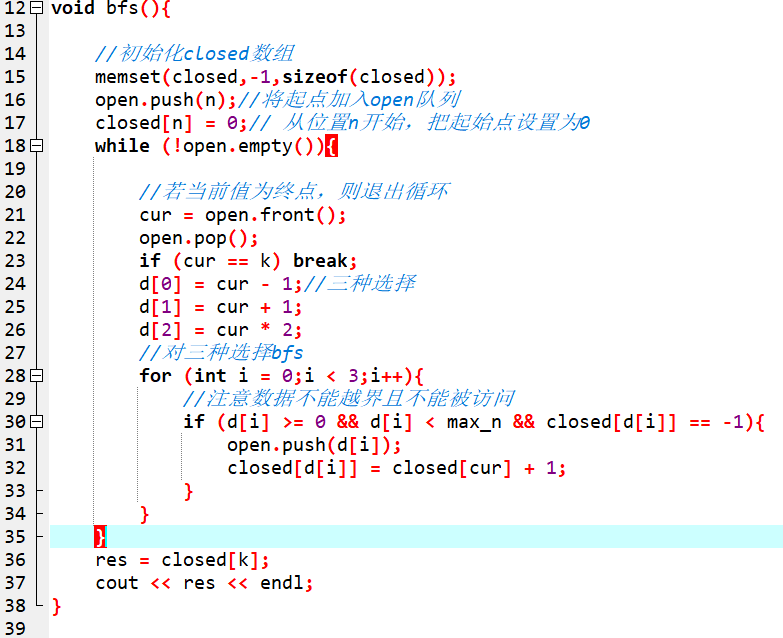 12 void bfs(){
13
14 //初始化closed数组
15 memset(closed,-1,sizeof(closed));
16 open.push(n);//将起点加入open队列
17 closed[n] = 0;// 从位置n开始，把起始点设置为0
18 while (!open.empty()){
19
20 //若当前值为终点，则退出循环
21 cur = open.front();
22 open.pop();
23 if (cur == k) break;
24 d[0] = cur - 1;//三种选择
25 d[1] = cur + 1;
26 d[2] = cur * 2;
27 //对三种选择bfs
28 for (int i = 0;i < 3;i++){
29 //注意数据不能越界且不能被访问
30 if (d[i] >= 0 && d[i] < max_n && closed[d[i]] == -1){
31 open.push(d[i]);
32 closed[d[i]] = closed[cur] + 1;
33 }
34 }
35 }
36 res = closed[k];
37 cout << res << endl;
38 }
39